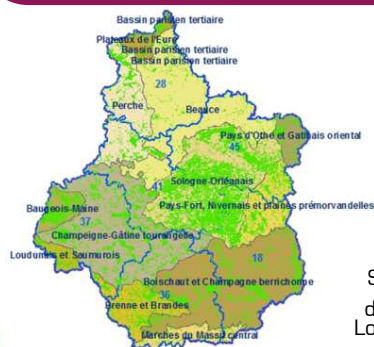 Bassin parisien tertiaire
Plateaux de l'Eure
Bassin parisien tertiaire
Bassin parisien tertiaire
28
Perche
Beauce
Pays d'Othe et Gatinais oriental
45
Sologne-Orléanais
41
Pays-Fort, Nivernais et plaines prémorvandelles
Baugeois-Maine
37
Champeigne-Gâtine tourangelle
Loudunais et Saumurois
18
Boischaut et Champagne berrichonne
36
Brenne et Brandes
Marches du Massif central
S
d
Lo